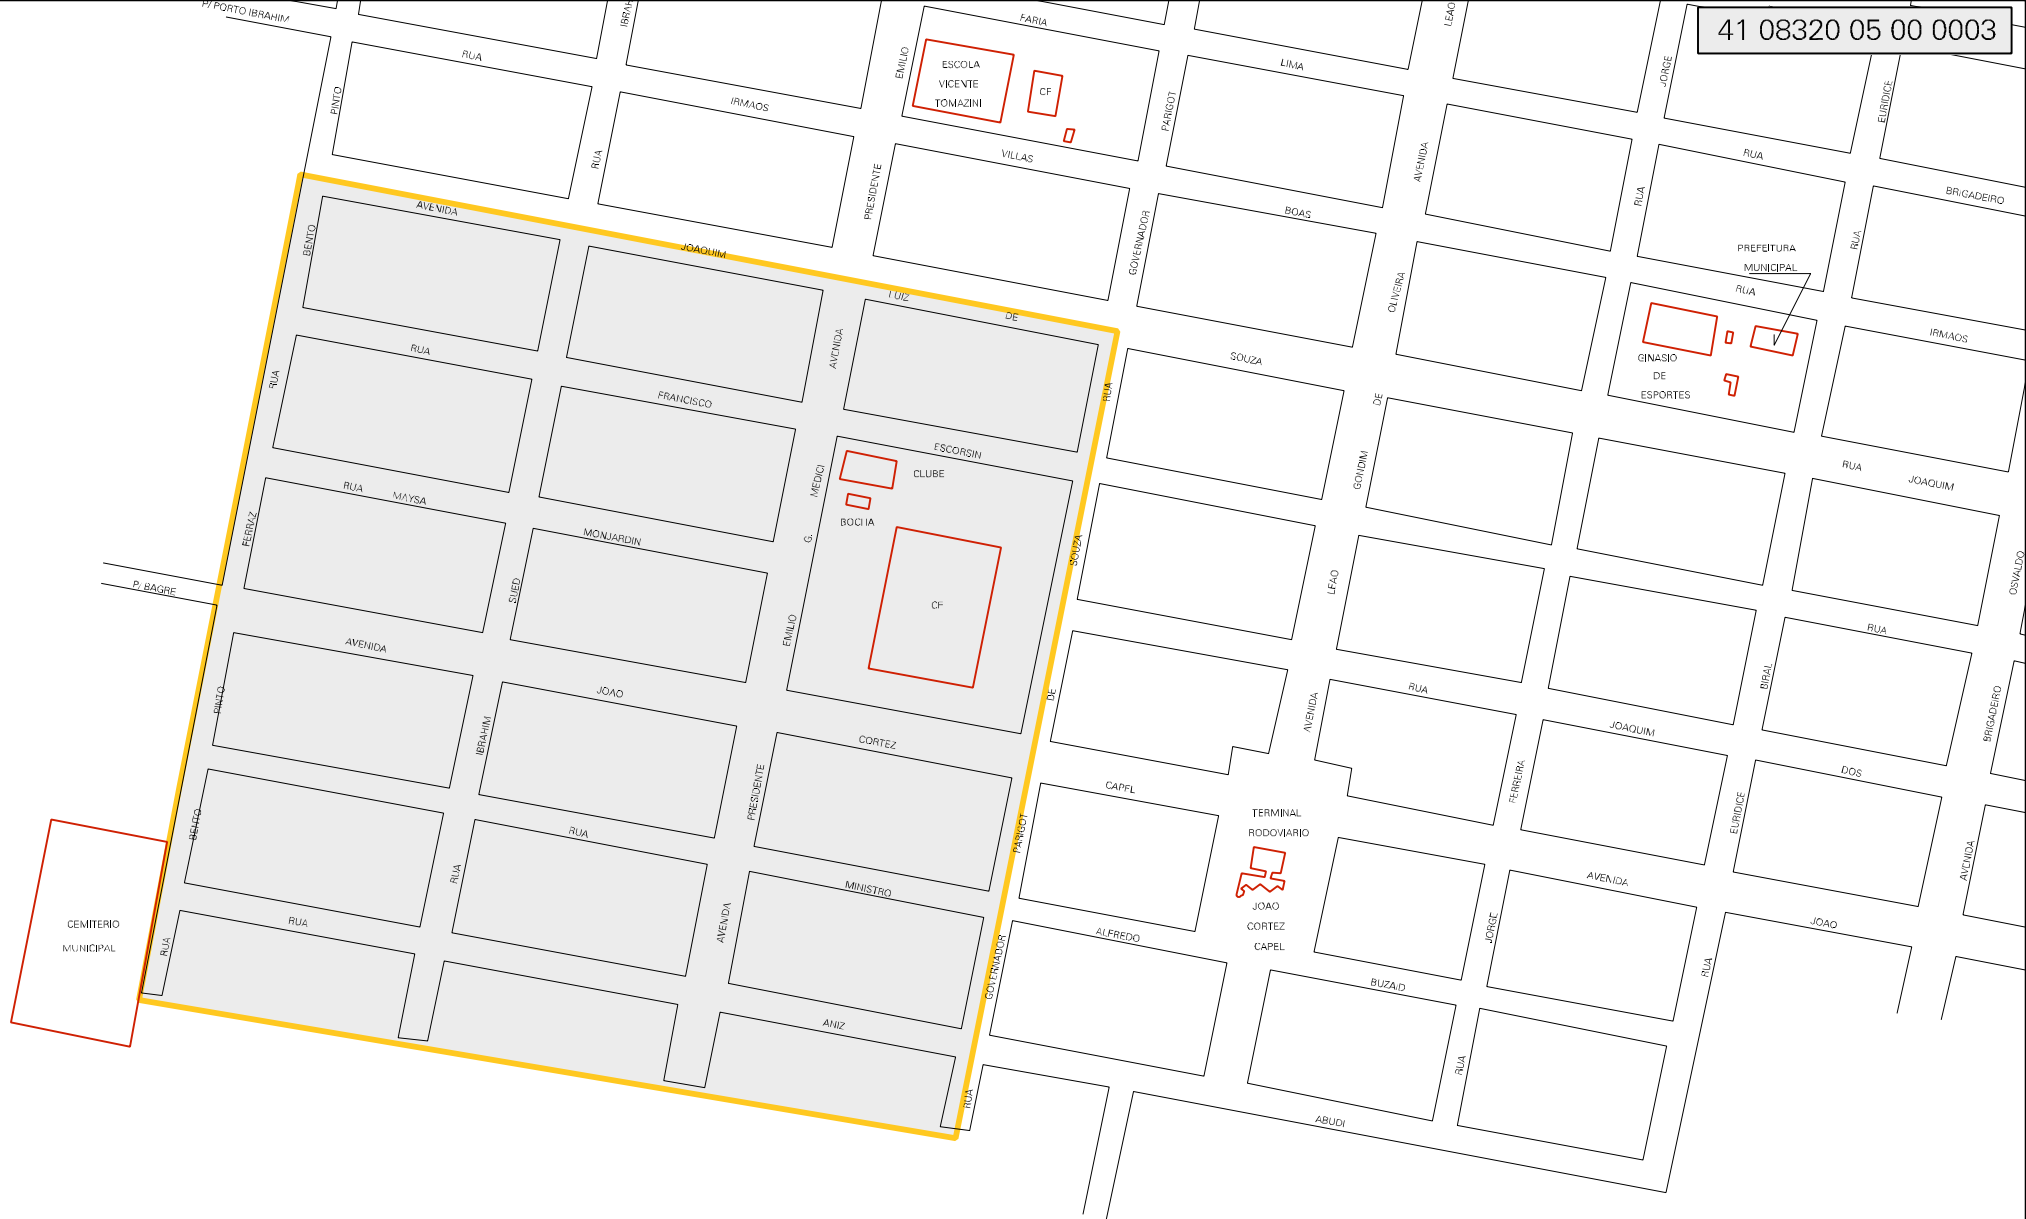 41 08320 05 00 0003
P/ PORTO IBRAHIM
FARIA
RUA
IRMAOS
LIMA
EMILIO
ESCOLA
VICENTE
TOMAZINI
CF
PINTO
RUA
PRESIDENTE
VILLAS
PARIGOT
AVENIDA
JORGE
EURIDICE
RUA
BRIGADEIRO
RUA
RUA
BOAS
GOVERNADOR
AVENIDA
JOAQUIM
LUIZ
DE
SOUZA
BENTO
OLIVEIRA
PREFEITURA
MUNICIPAL
RUA
IRMAOS
GINASIO
DE
ESPORTES
RUA
RUA
FRANCISCO
ESCORSIN
AVENIDA
RUA
DE
RUA
JOAQUIM
MEDICI
CLUBE
BOCHA
G.
CF
EMILIO
GONDIM
RUA
MAYSA
MONJARDIN
FERRAZ
SUED
SOUZA
LEAO
OSVALDO
P/ BAGRE
AVENIDA
JOAO
CORTEZ
CAPEL
PINTO
IBRAHIM
DE
AVENIDA
RUA
JOAQUIM
DOS
RUA
BIRAL
BRIGADEIRO
PRESIDENTE
FERREIRA
EURIDICE
AVENIDA
TERMINAL
RODOVIARIO
JOAO
CORTEZ
CAPEL
BENTO
RUA
RUA
MINISTRO
ALFREDO
BUZAID
PARIGOT
AVENIDA
JOAO
CEMITERIO
MUNICIPAL
RUA
RUA
AVENIDA
GOVERNADOR
JORGE
RUA
ANIZ
ABUDI
RUA
RUA